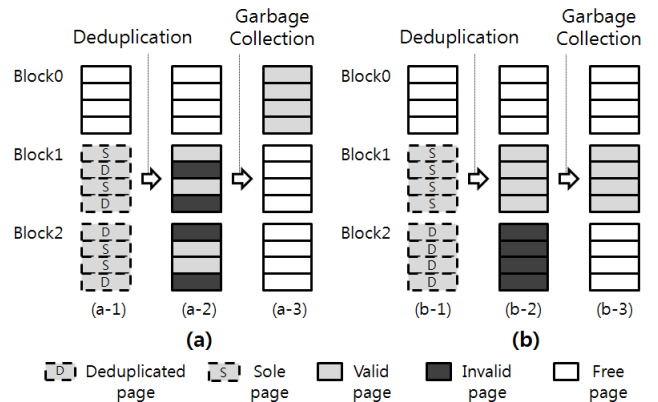 Deduplication
Garbage
Collection
Block0
Block1
S
D
S
D
Block2
D
S
S
D
(a-1)
(a-2)
(a-3)
(a)
Deduplication
Garbage
Collection
Block0
Block1
S
S
S
S
Block2
D
D
D
D
(b-1)
(b-2)
(b-3)
(b)
D
Deduplicated
page
S
Sole
page
Valid
page
Invalid
page
Free
page